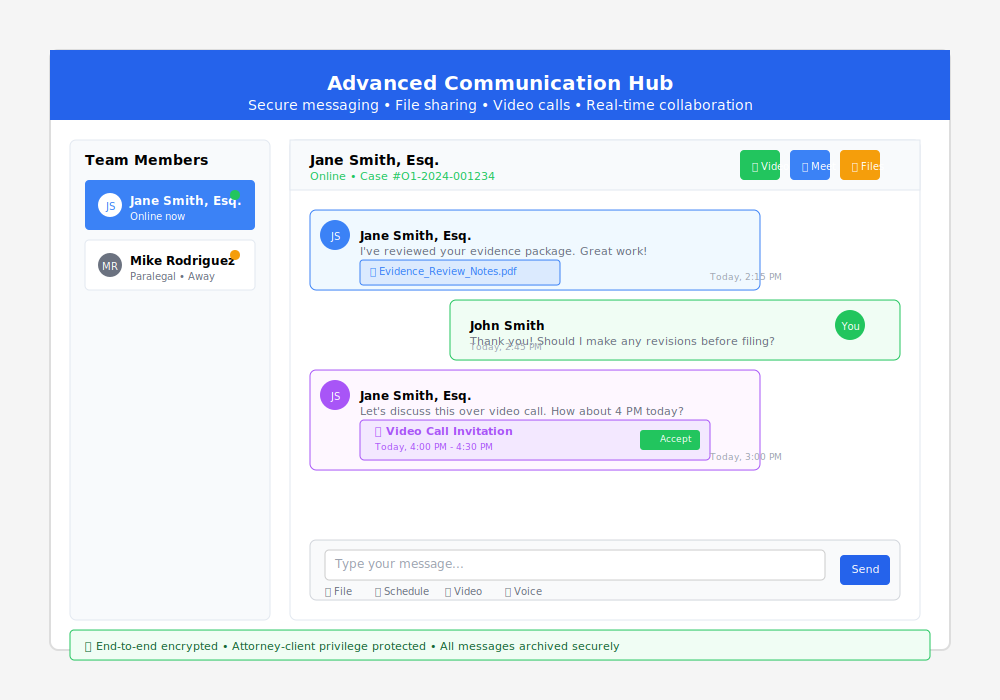 Advanced Communication Hub
Secure messaging • File sharing • Video calls • Real-time collaboration
Team Members
JS
Jane Smith, Esq.
Online now
MR
Mike Rodriguez
Paralegal • Away
Jane Smith, Esq.
Online • Case #O1-2024-001234
Vide
Mee
Files
JS
Jane Smith, Esq.
I've reviewed your evidence package. Great work!
Evidence_Review_Notes.pdf
Today, 2:15 PM
John Smith
You
Thank you! Should I make any revisions before filing?
Today, 2:45 PM
JS
Jane Smith, Esq.
Let's discuss this over video call. How about 4 PM today?
Video Call Invitation
Today, 4:00 PM - 4:30 PM
Accept
Today, 3:00 PM
Type your message...
Send
File Schedule Video Voice
End-to-end encrypted • Attorney-client privilege protected • All messages archived securely